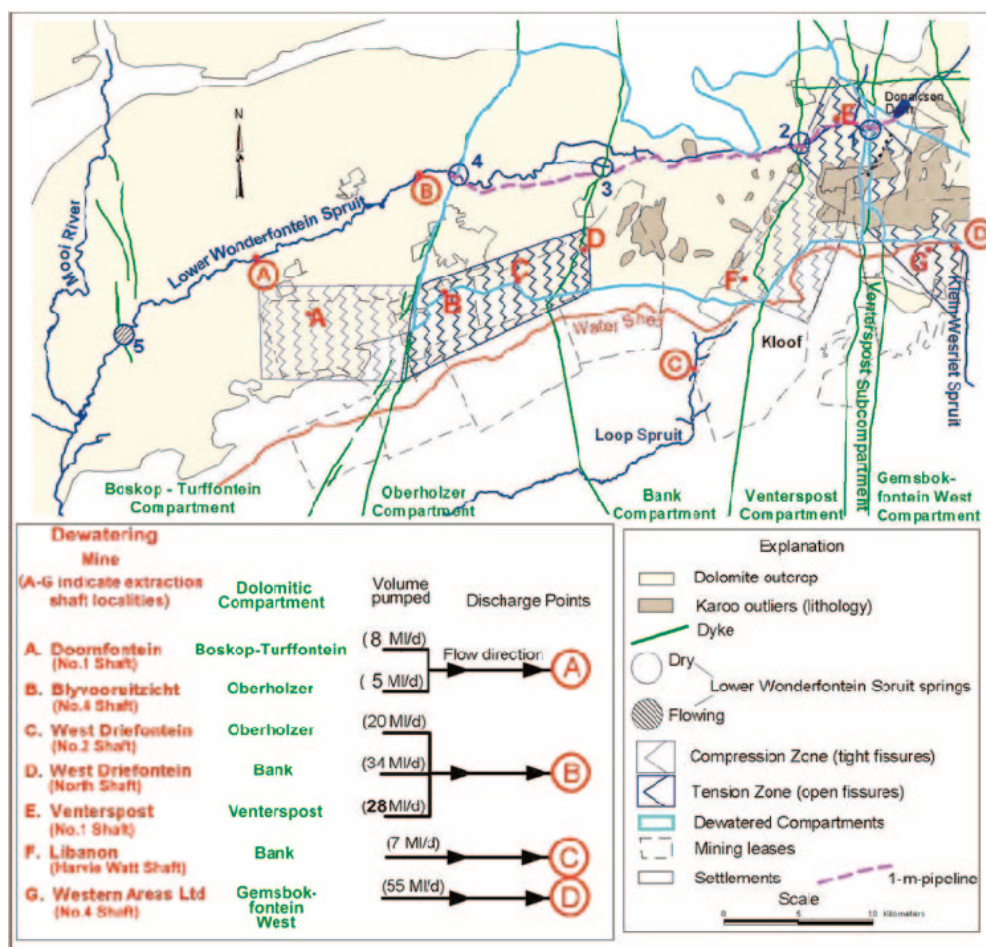 Donaldson
Dam
N
E
1
2
4
3
B
Mooi River
Lower Wonderfontein Spruit
D
D
A
C
G
B
F
A
Water Shed
Klein Wesriet Spruit
5
C
Kloof
Venterspost Subcompartment
Loop Spruit
Boskop - Turffontein
Compartment
Oberholzer
Compartment
Bank
Compartment
Venterspost
Compartment
Gemsbok-
fontein West
Compartment
Dewatering
Mine
(A-G indicate extraction
shaft localities)
Dolomitic
Compartment
Volume
pumped
Discharge Points
A. Doornfontein
(No.1 Shaft)
Boskop-Turffontein
(8 Ml/d)
Flow direction
A
B. Blyvooruitzicht
(No.4 Shaft)
Oberholzer
( 5 Ml/d)
C. West Driefontein
(No.2 Shaft)
Oberholzer
(20 Ml/d)
D. West Driefontein
(North Shaft)
Bank
(34 Ml/d)
B
E. Venterspost
(No.1 Shaft)
Venterspost
(28 Ml/d)
F. Libanon
(Harvie Watt Shaft)
Bank
(7 Ml/d)
C
G. Western Areas Ltd
(No.4 Shaft)
Gemsbok-
fontein
West
(55 Ml/d)
D
Explanation
Dolomite outcrop
Karoo outliers (lithology)
Dyke
Dry
Lower Wonderfontein Spruit springs
Flowing
Compression Zone (tight fissures)
Tension Zone (open fissures)
Dewatered Compartments
Mining leases
Settlements
1-m-pipeline
Scale
0 5 10 Kilometers